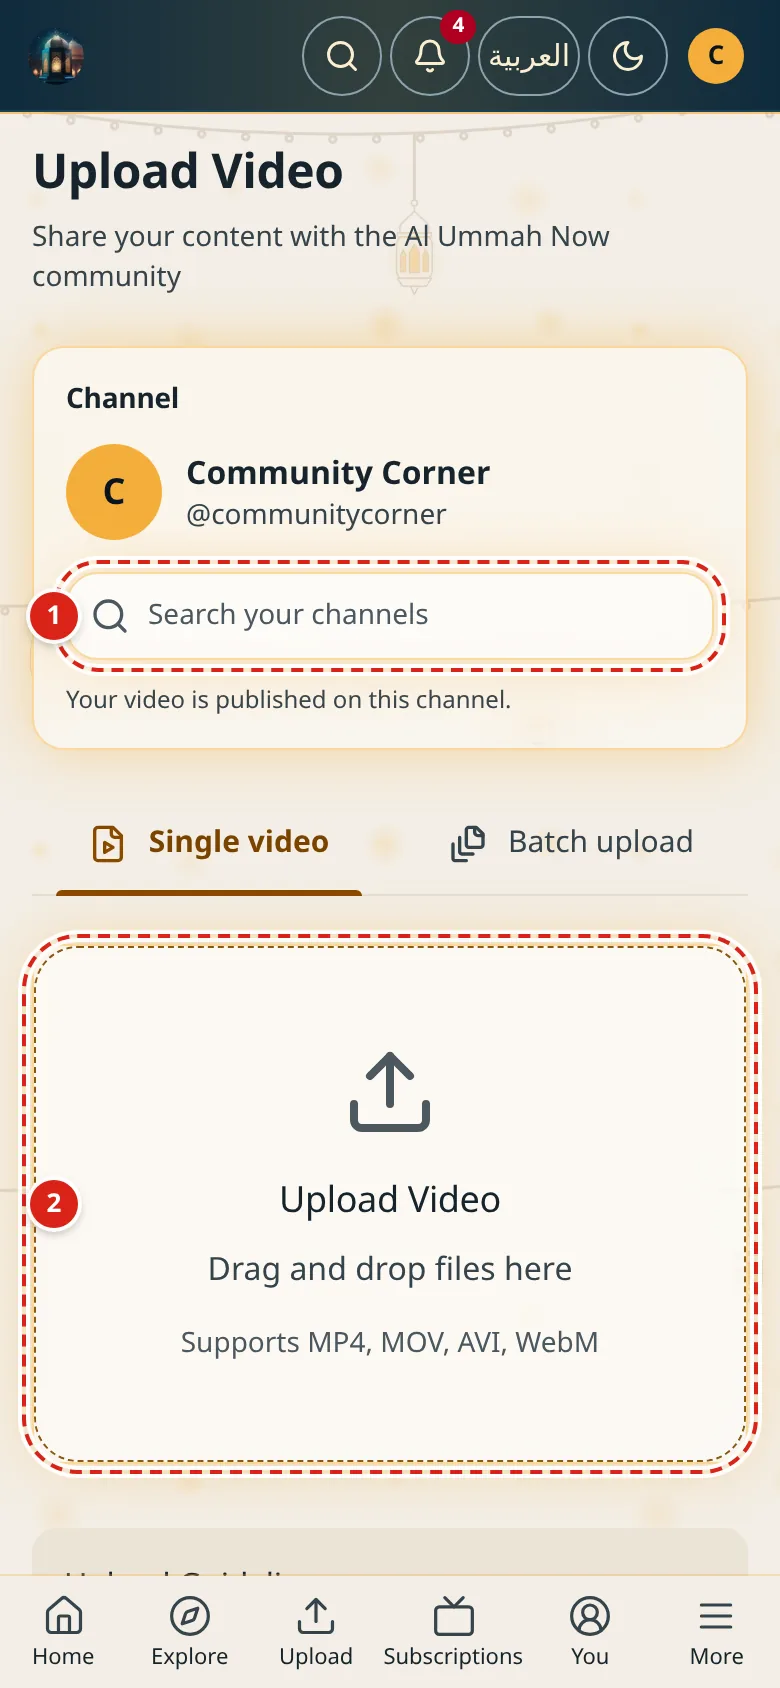 4
العربية
C
Upload Video
Share your content with the Al Ummah Now
community
Channel
C
Community Corner
@communitycorner
1
Search your channels
Your video is published on this channel.
Single video
Batch upload
2
Upload Video
Drag and drop files here
Supports MP4, MOV, AVI, WebM
Home
Explore
Upload
Subscriptions
You
More